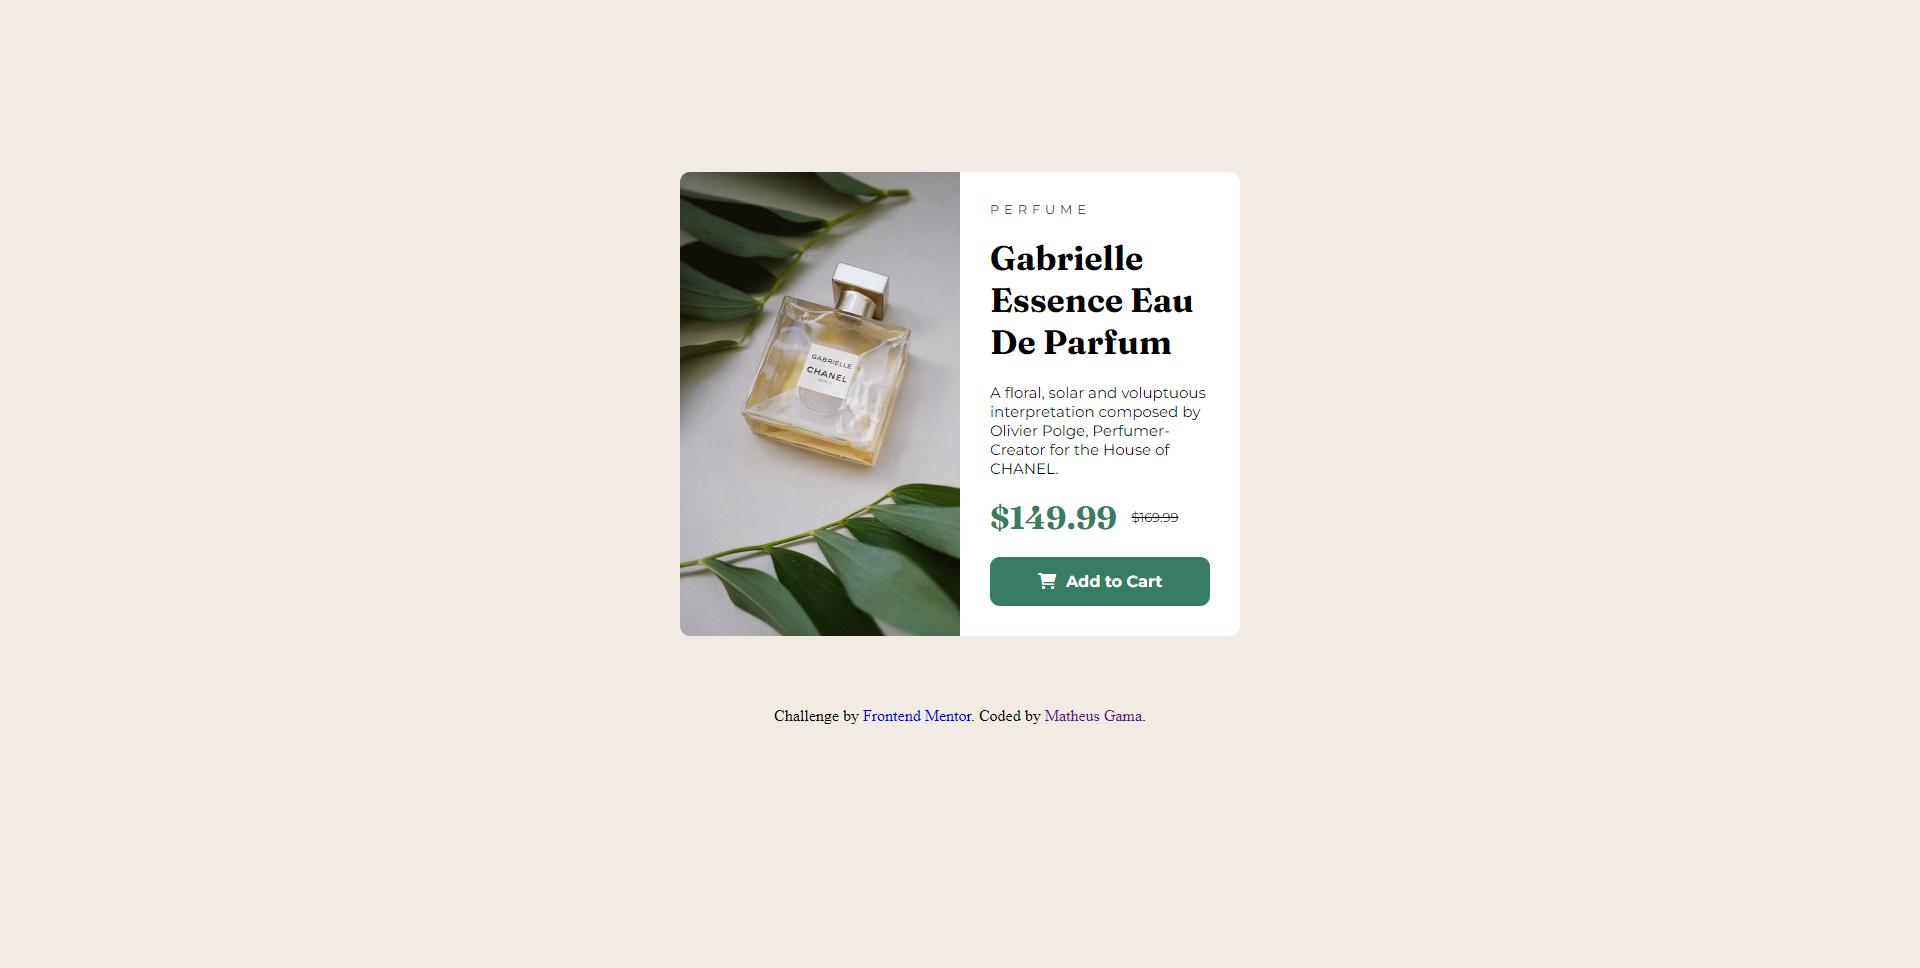 GABRIELLE
CHANEL
PARIS
PERFUME
Gabrielle
Essence Eau
De Parfum
A floral, solar and voluptuous
interpretation composed by
Olivier Polge, Perfumer-
Creator for the House of
CHANEL.
$149.99 $169.99
Add to Cart
Challenge by Frontend Mentor. Coded by Matheus Gama.